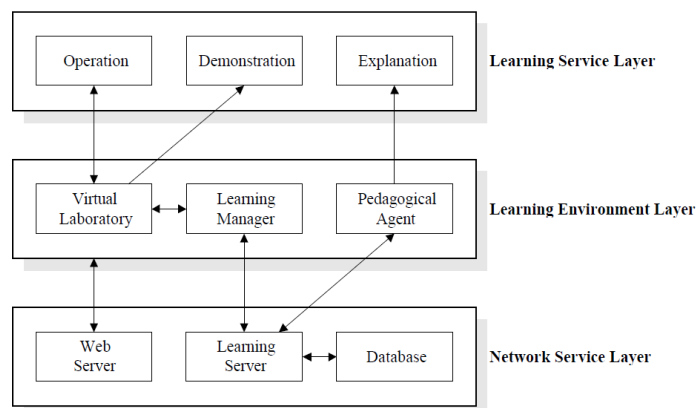 Operation
Demonstration
Explanation
Learning Service Layer
Virtual
Laboratory
Learning
Manager
Pedagogical
Agent
Learning Environment Layer
Web
Server
Learning
Server
Database
Network Service Layer